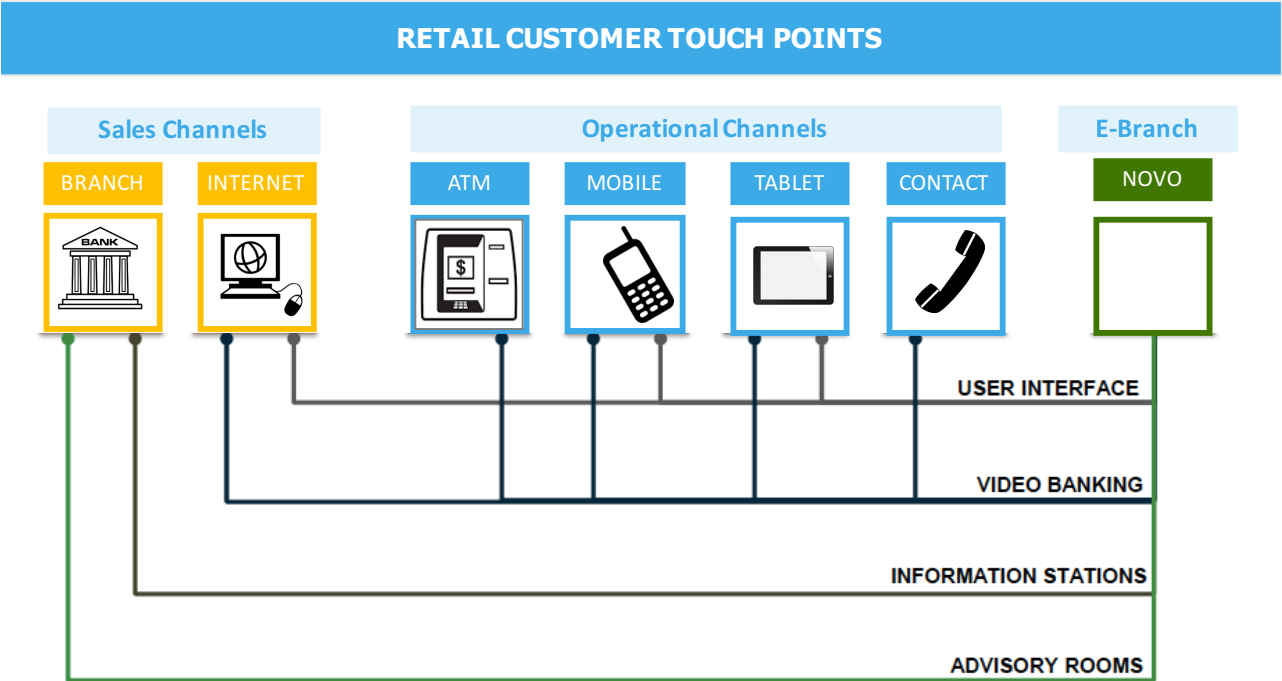 RETAIL CUSTOMER TOUCH POINTS
Sales Channels
Operational Channels
E-Branch
BRANCH
INTERNET
ATM
MOBILE
TABLET
CONTACT
NOVO
BANK
$
USER INTERFACE
VIDEO BANKING
INFORMATION STATIONS
ADVISORY ROOMS